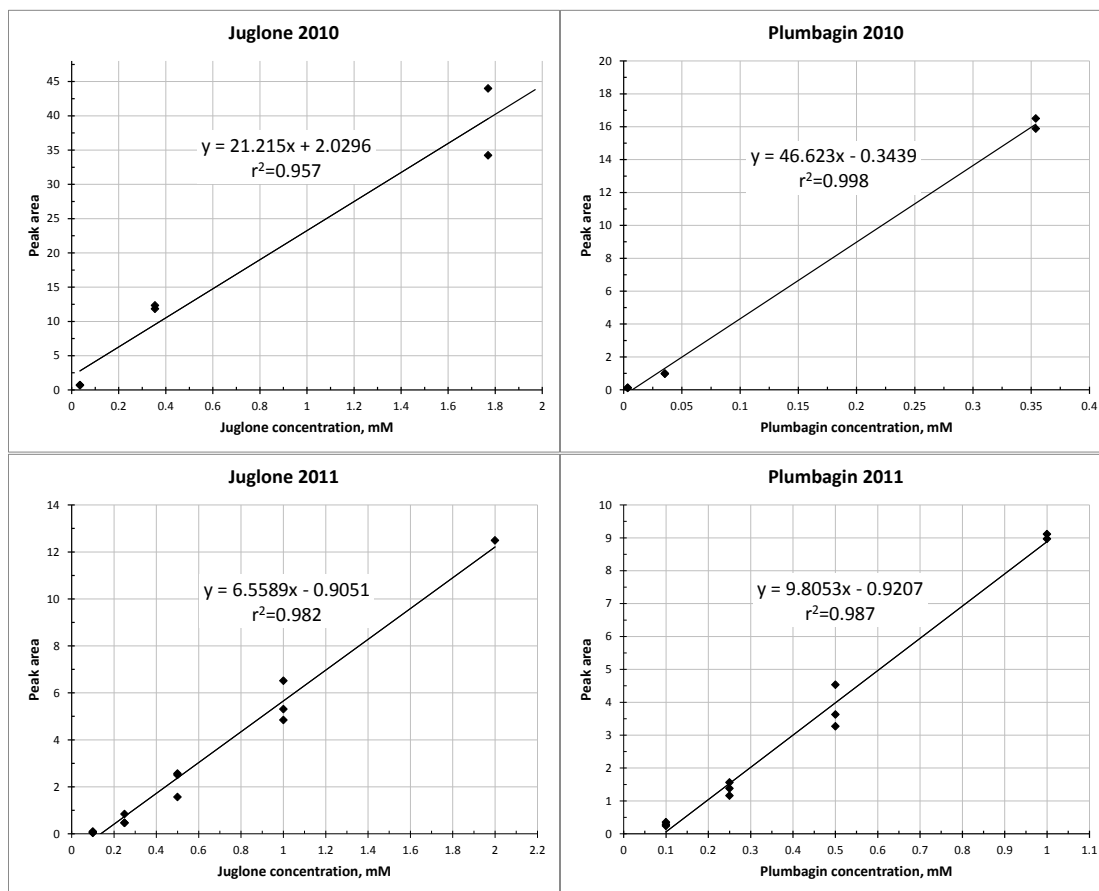 Juglone 2010
45
40
35
30
25
20
15
10
5
0
Peak area
y = 21.215x + 2.0296
r²=0.957
0 0.2 0.4 0.6 0.8 1 1.2 1.4 1.6 1.8 2
Juglone concentration, mM
Plumbagin 2010
20
18
16
14
12
10
8
6
4
2
0
Peak area
y = 46.623x - 0.3439
r²=0.998
0 0.05 0.1 0.15 0.2 0.25 0.3 0.35 0.4
Plumbagin concentration, mM
Juglone 2011
14
12
10
8
6
4
2
0
Peak area
y = 6.5589x - 0.9051
r²=0.982
0 0.2 0.4 0.6 0.8 1 1.2 1.4 1.6 1.8 2 2.2
Juglone concentration, mM
Plumbagin 2011
10
9
8
7
6
5
4
3
2
1
0
Peak area
y = 9.8053x - 0.9207
r²=0.987
0 0.1 0.2 0.3 0.4 0.5 0.6 0.7 0.8 0.9 1 1.1
Plumbagin concentration, mM